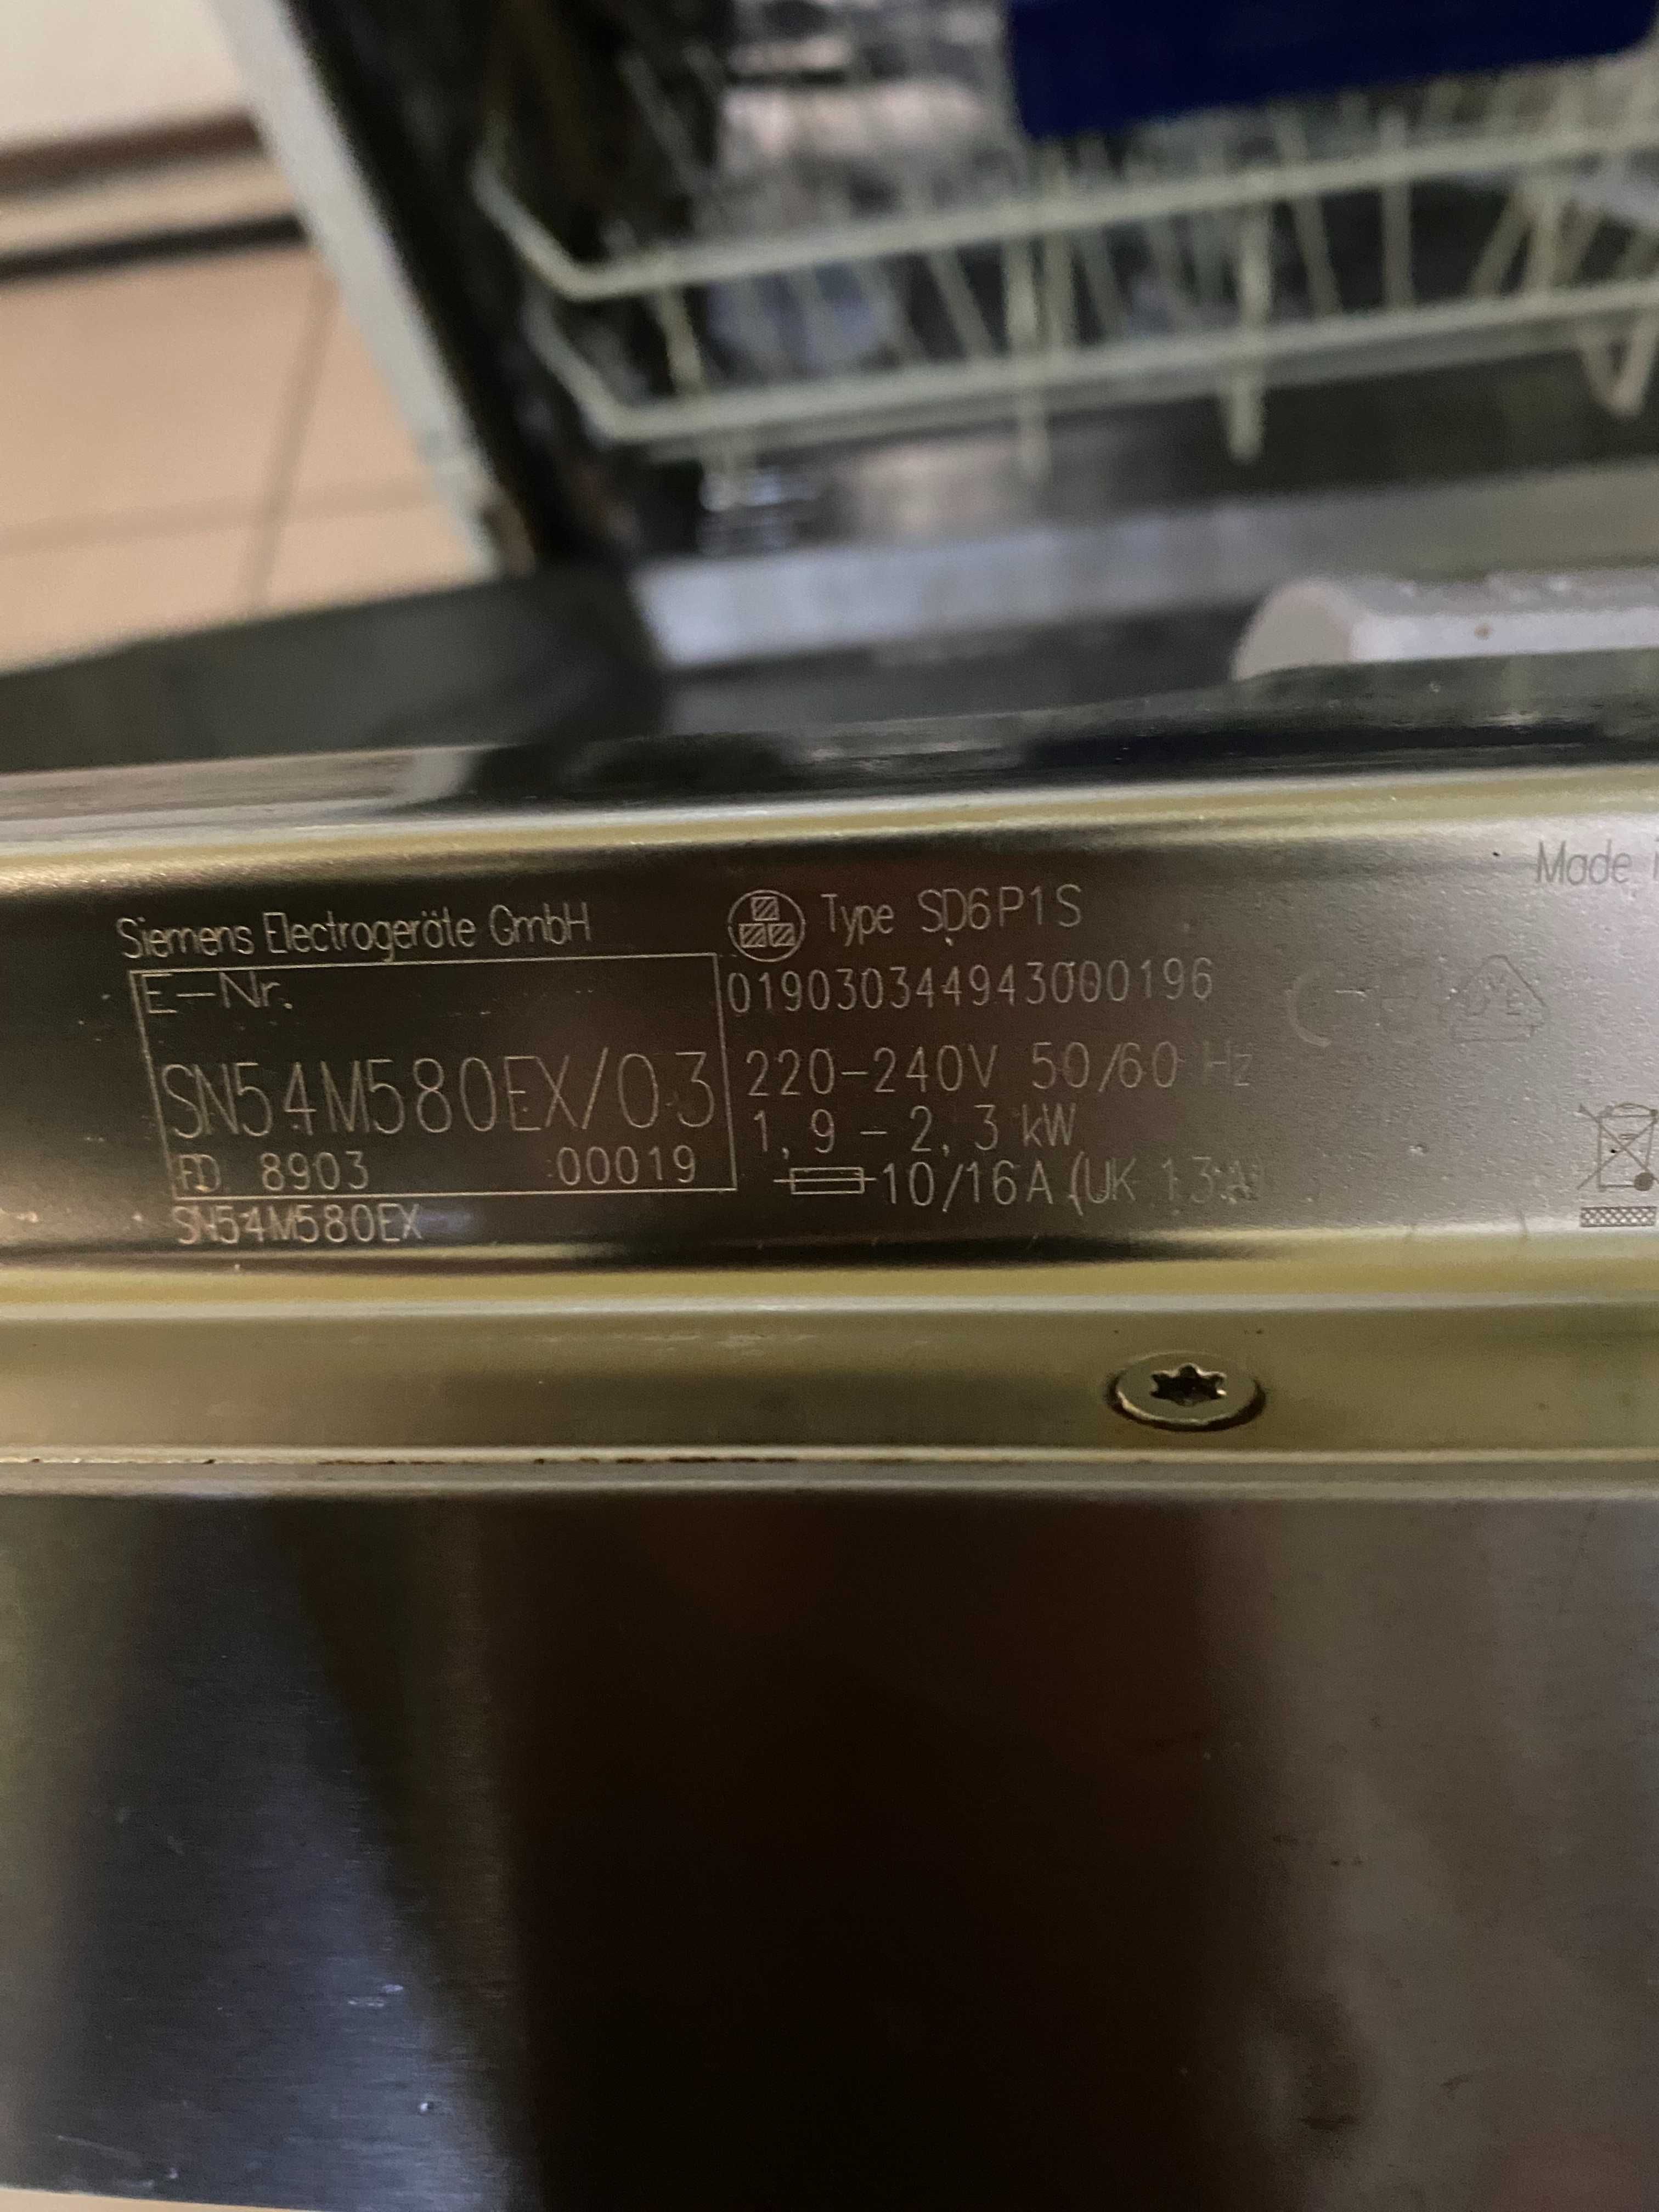 Siemens Electrogeräte GmbH
E-Nr.
SN54M580EX/03
FD. 8903 00019
SN54M580EX
Type SD6P1S
019030344943000196
220-240V 50/60 Hz
1,9 - 2,3 kW
10/16A (UK 13A)
Made